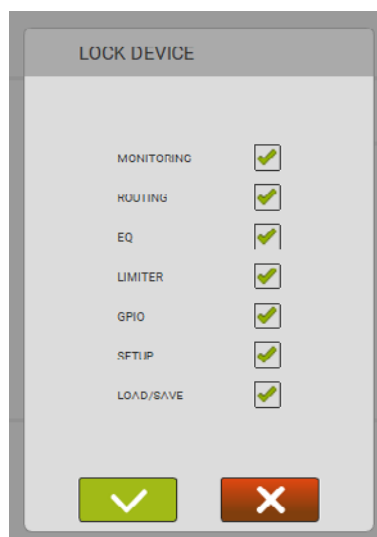 LOCK DEVICE
MONITORING
ROUTING
EQ
LIMITER
GPIO
SETUP
LOAD/SAVE